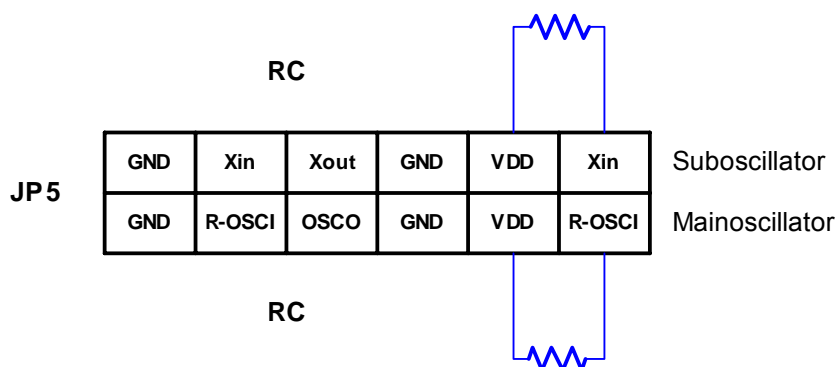 RC
GND Xin Xout GND VDD Xin Suboscillator
JP5
GND R-OSCI OSCO GND VDD R-OSCI Mainoscillator
RC